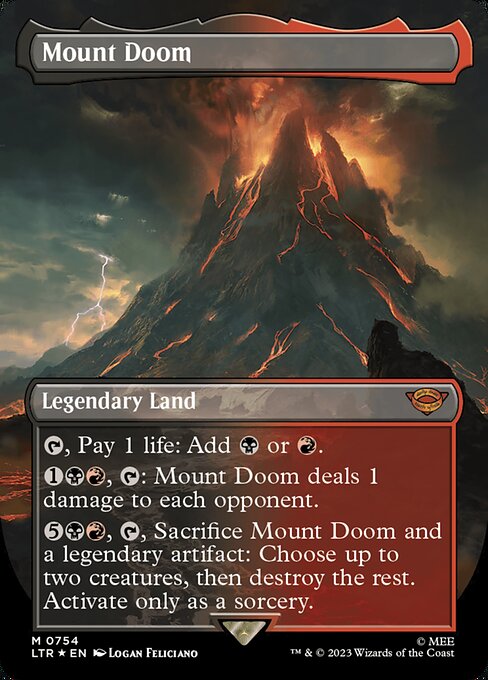 Mount Doom
Legendary Land
, Pay 1 life: Add or .
1 , : Mount Doom deals 1
damage to each opponent.
5 , , Sacrifice Mount Doom and
a legendary artifact: Choose up to
two creatures, then destroy the rest.
Activate only as a sorcery.
M 0754
LTR ★ EN LOGAN FELICIANO
© MEE
™ & © 2023 Wizards of the Coast